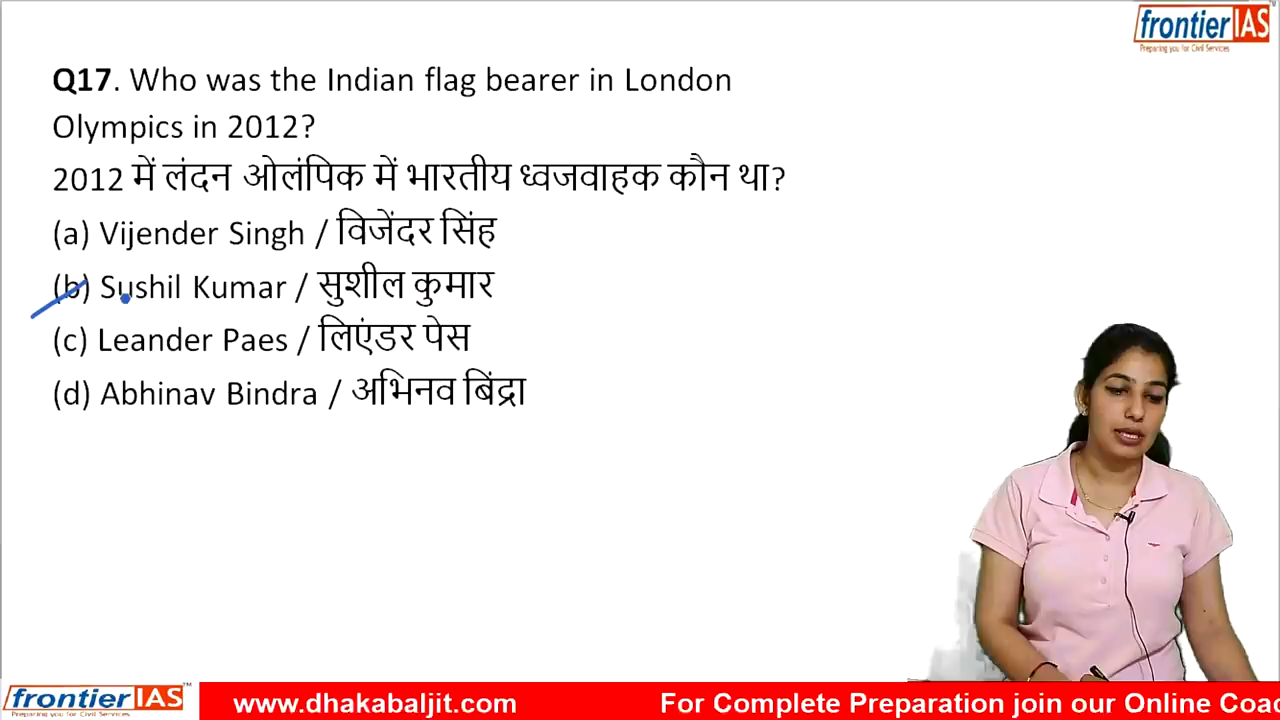 frontierIAS
Preparing you for Civil Services
Q17. Who was the Indian flag bearer in London
Olympics in 2012?
2012 में लंदन ओलंपिक में भारतीय ध्वजवाहक कौन था?
(a) Vijender Singh / विजेंदर सिंह
(b) Sushil Kumar / सुशील कुमार
(c) Leander Paes / लिएंडर पेस
(d) Abhinav Bindra / अभिनव बिंद्रा
frontierIAS™
Preparing you for Civil Services
www.dhakabaljit.com
For Complete Preparation join our Online Coac